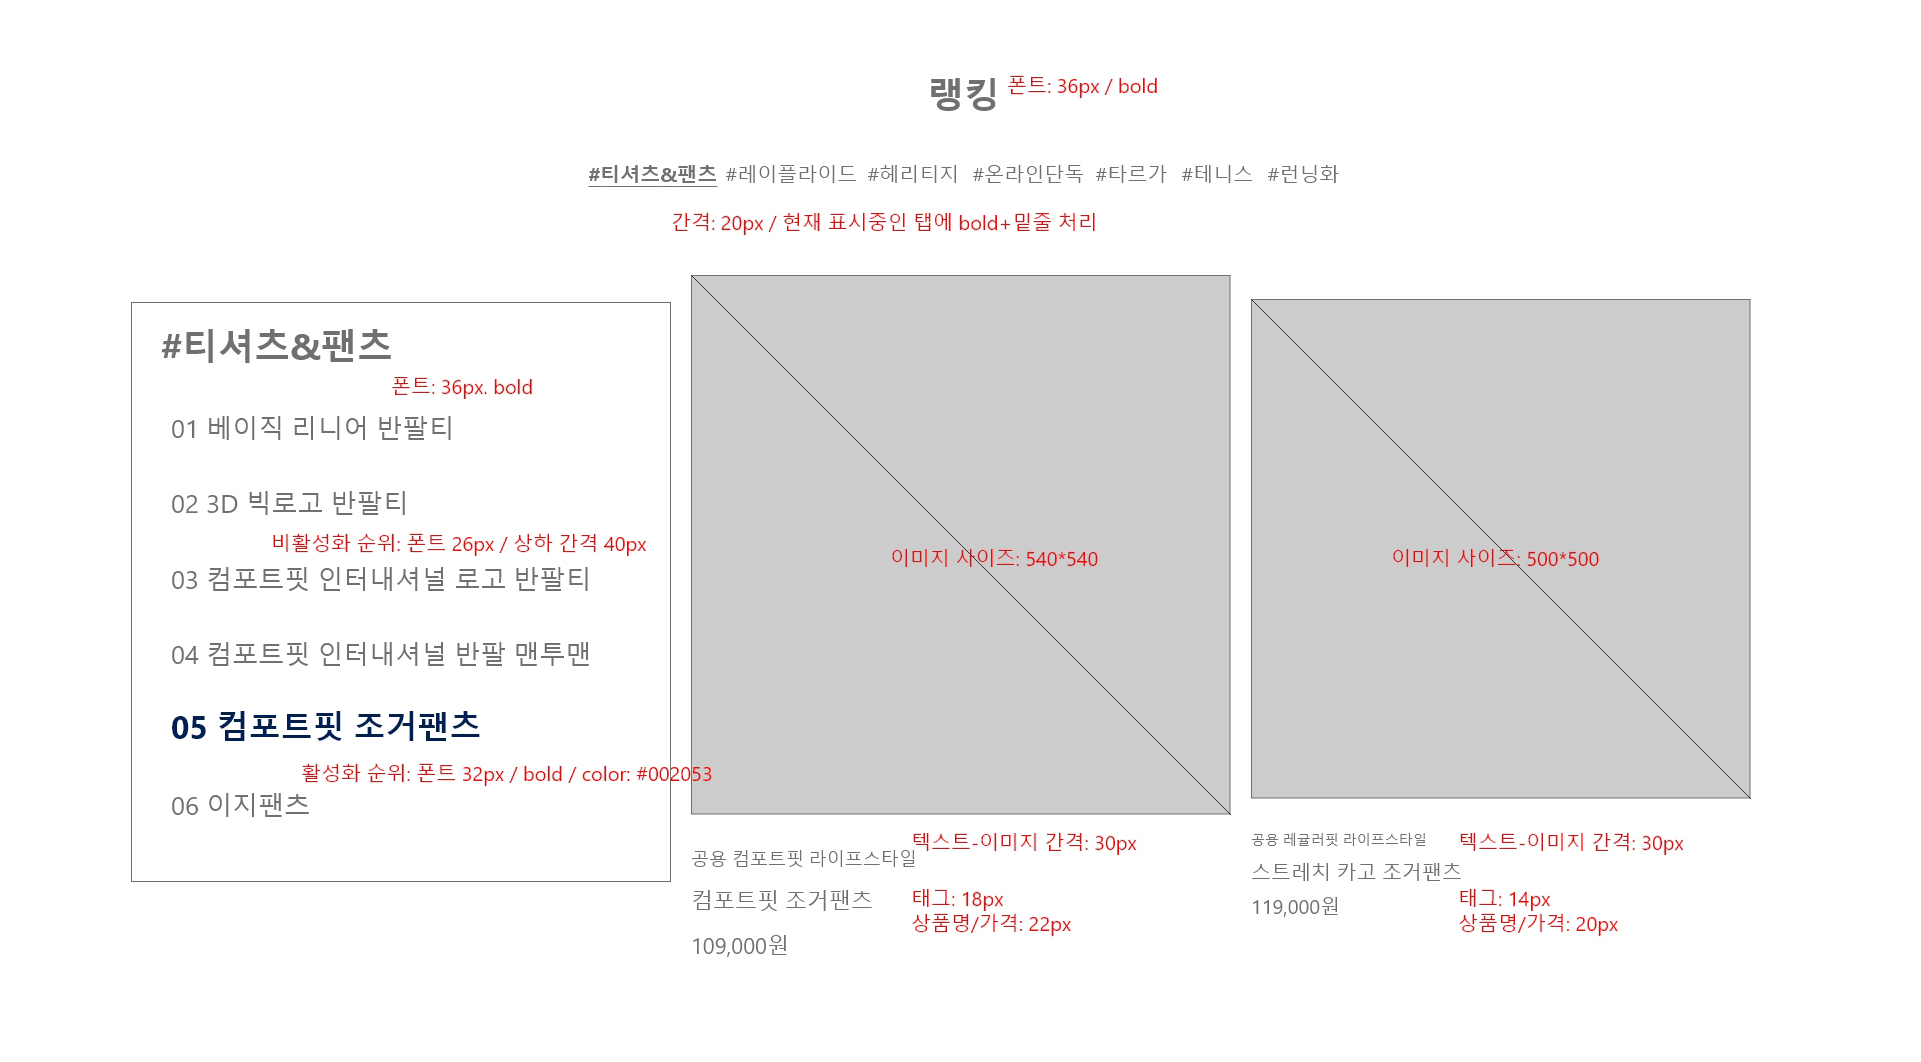 랭킹 폰트: 36px / bold
#티셔츠&팬츠 #레이플라이드 #헤리티지 #온라인단독 #타르가 #테니스 #런닝화
간격: 20px / 현재 표시중인 탭에 bold+밑줄 처리
#티셔츠&팬츠
폰트: 36px. bold
01 베이직 리니어 반팔티
02 3D 빅로고 반팔티
비활성화 순위: 폰트 26px / 상하 간격 40px
03 컴포트핏 인터내셔널 로고 반팔티
04 컴포트핏 인터내셔널 반팔 맨투맨
05 컴포트핏 조거팬츠
활성화 순위: 폰트 32px / bold / color: #002053
06 이지팬츠
이미지 사이즈: 540*540
공용 컴포트핏 라이프스타일
텍스트-이미지 간격: 30px
컴포트핏 조거팬츠
109,000원
태그: 18px
상품명/가격: 22px
이미지 사이즈: 500*500
공용 레귤러핏 라이프스타일
텍스트-이미지 간격: 30px
스트레치 카고 조거팬츠
119,000원
태그: 14px
상품명/가격: 20px